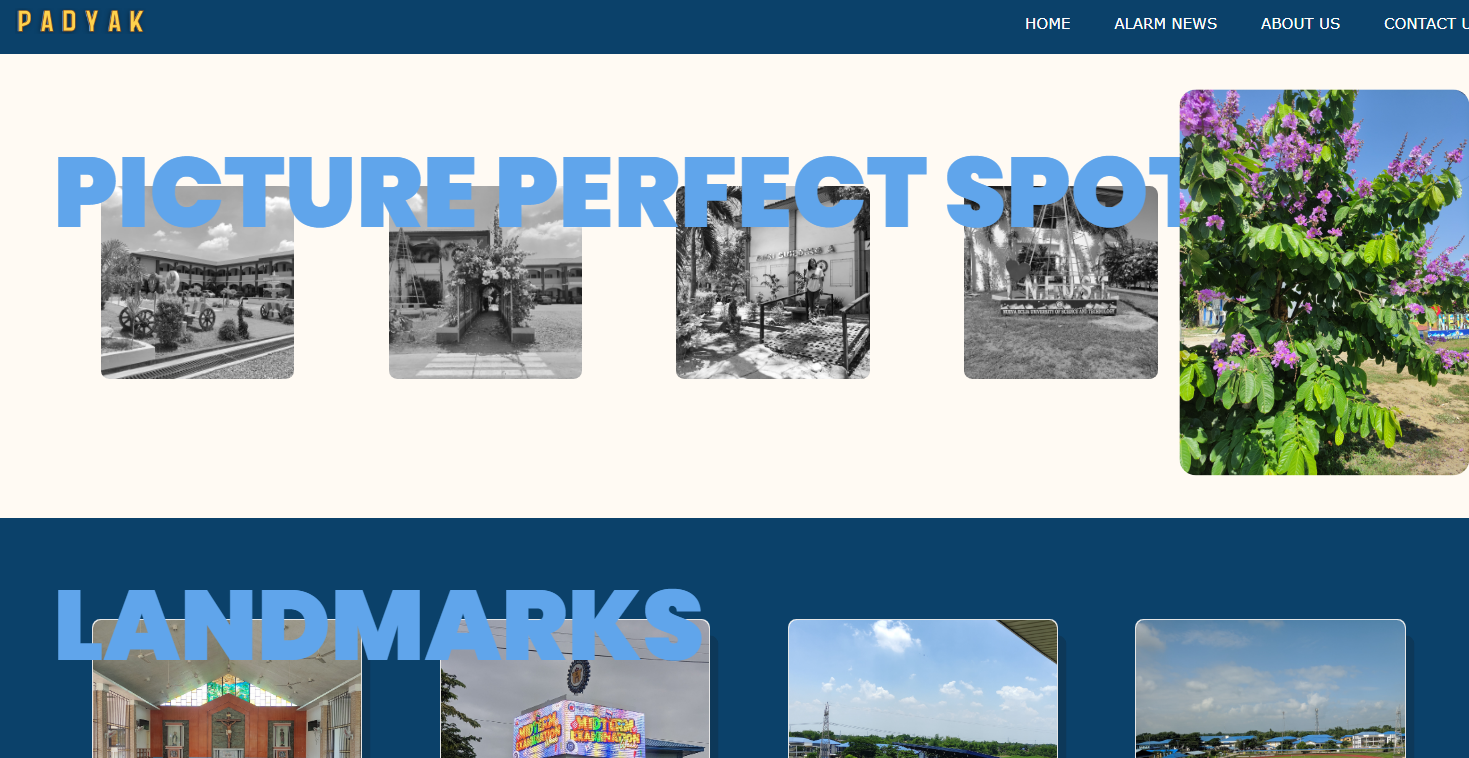 PADYAK
HOME
ALARM NEWS
ABOUT US
CONTACT U
PICTURE PERFECT SPOT
NEUST
NUEVA ECIJA UNIVERSITY OF SCIENCE AND TECHNOLOGY
LANDMARKS
MIDTERM
EXAMINATION
MIDTERM
EXAMINATION